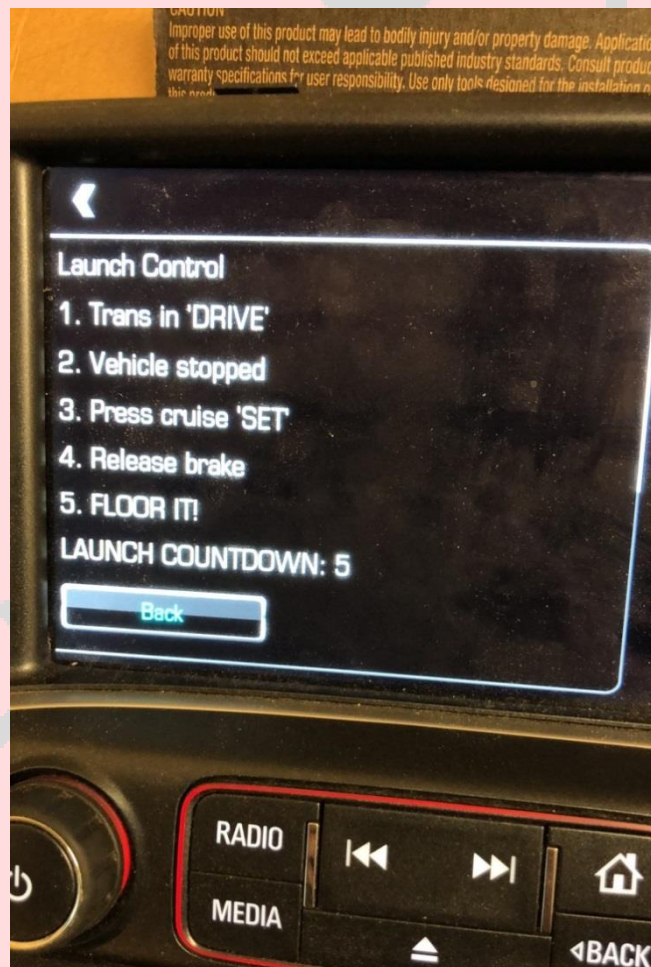 CAUTION
Improper use of this product may lead to bodily injury and/or property damage. Applicatio
of this product should not exceed applicable published industry standards. Consult produc
warranty specifications for user responsibility. Use only tools designed for the installation o
this prod
Launch Control
1. Trans in 'DRIVE'
2. Vehicle stopped
3. Press cruise 'SET'
4. Release brake
5. FLOOR IT!
LAUNCH COUNTDOWN: 5
Back
RADIO
MEDIA
BACK